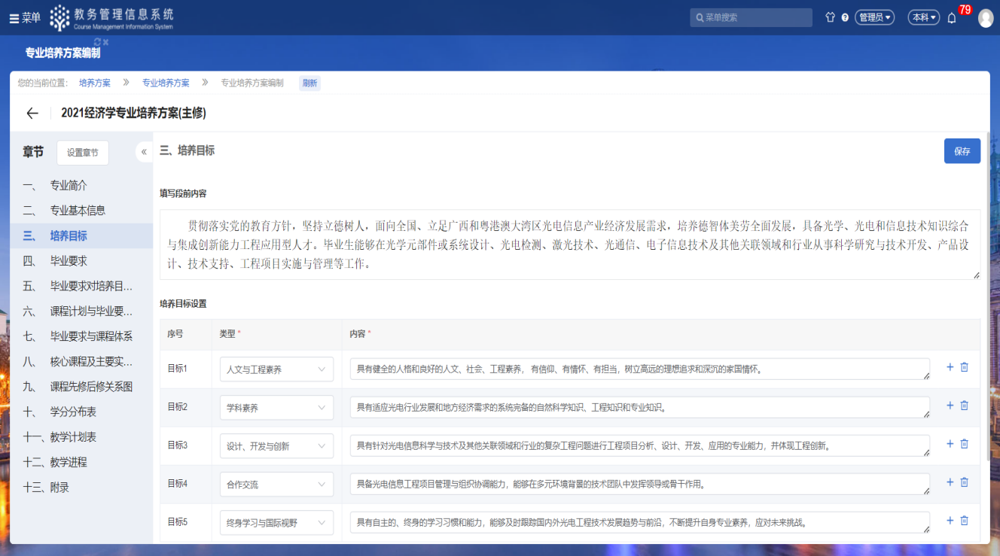 菜单
教务管理信息系统
Course Management Information System
菜单搜索
管理员
本科
79
专业培养方案编制
您的当前位置: 培养方案 » 专业培养方案 » 专业培养方案编制 刷新
2021经济学专业培养方案(主修)
章节 设置章节 «
一、 专业简介
二、 专业基本信息
三、 培养目标
四、 毕业要求
五、 毕业要求对培养目...
六、 课程计划与毕业要...
七、 毕业要求与课程体系
八、 核心课程及主要实...
九、 课程先修后修关系图
十、 学分分布表
十一、教学计划表
十二、教学进程
十三、附录
三、培养目标
保存
填写段前内容
贯彻落实党的教育方针，坚持立德树人，面向全国、立足广西和粤港澳大湾区光电信息产业经济发展需求，培养德智体美劳全面发展，具备光学、光电和信息技术知识综合
与集成创新能力工程应用型人才。毕业生能够在光学元部件或系统设计、光电检测、激光技术、光通信、电子信息技术及其他关联领域和行业从事科学研究与技术开发、产品设
计、技术支持、工程项目实施与管理等工作。
培养目标设置
序号 类型 * 内容 *
目标1 人文与工程素养 具有健全的人格和良好的人文、社会、工程素养， 有信仰、有情怀、有担当，树立高远的理想追求和深沉的家国情怀。
目标2 学科素养 具有适应光电行业发展和地方经济需求的系统完备的自然科学知识、工程知识和专业知识。
目标3 设计、开发与创新 具有针对光电信息科学与技术及其他关联领域和行业的复杂工程问题进行工程项目分析、设计、开发、应用的专业能力，并体现工程创新。
目标4 合作交流 具备光电信息工程项目管理与组织协调能力，能够在多元环境背景的技术团队中发挥领导或骨干作用。
目标5 终身学习与国际视野 具有自主的、终身的学习习惯和能力，能够及时跟踪国内外光电工程技术发展趋势与前沿，不断提升自身专业素养，应对未来挑战。